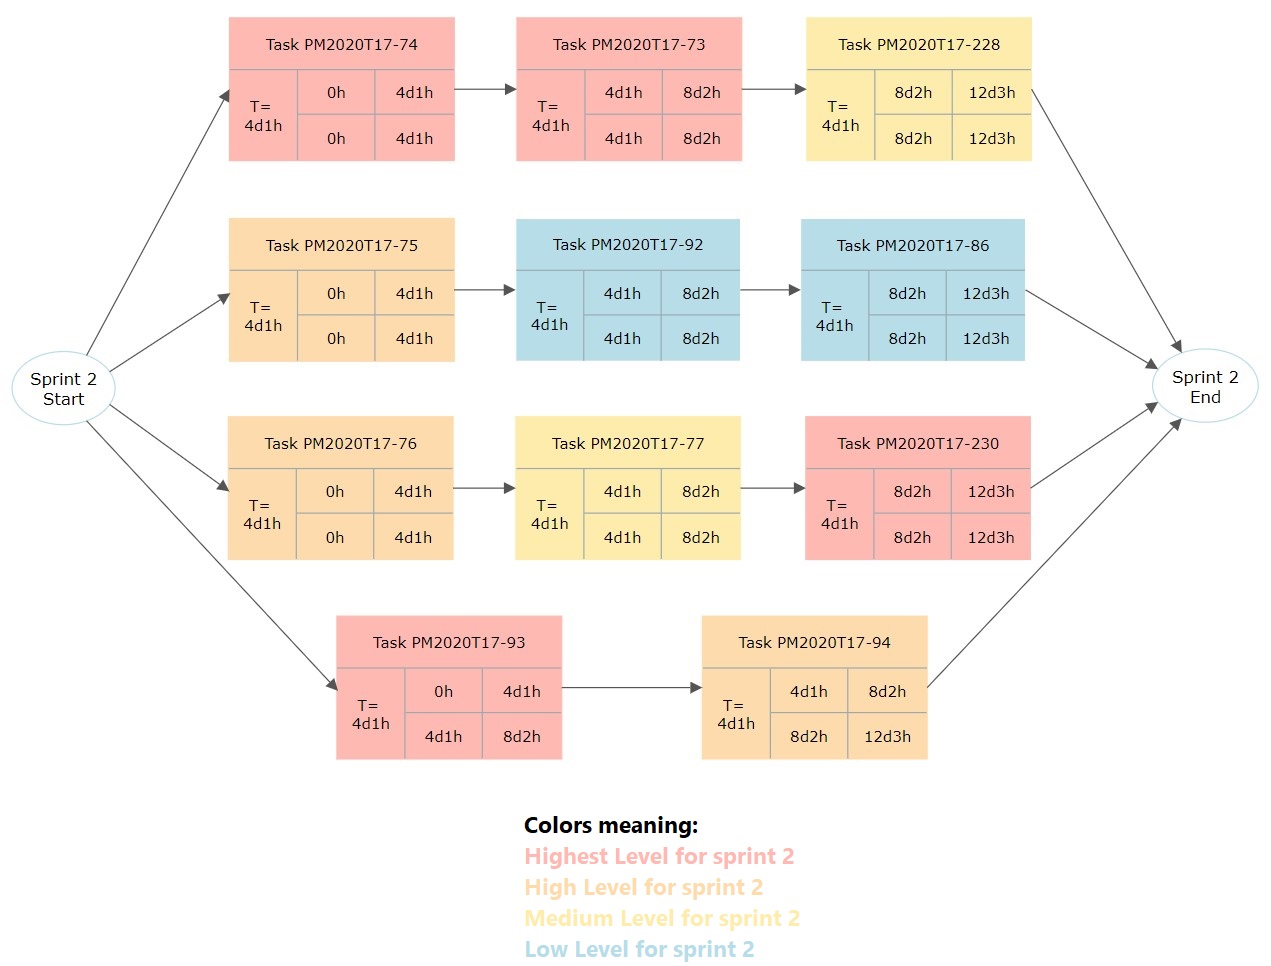 Task PM2020T17-74
T=
4d1h
0h 4d1h
0h 4d1h
Task PM2020T17-73
T=
4d1h
4d1h 8d2h
4d1h 8d2h
Task PM2020T17-228
T=
4d1h
8d2h 12d3h
8d2h 12d3h
Task PM2020T17-75
T=
4d1h
0h 4d1h
0h 4d1h
Task PM2020T17-92
T=
4d1h
4d1h 8d2h
4d1h 8d2h
Task PM2020T17-86
T=
4d1h
8d2h 12d3h
8d2h 12d3h
Sprint 2
Start
Sprint 2
End
Task PM2020T17-76
T=
4d1h
0h 4d1h
0h 4d1h
Task PM2020T17-77
T=
4d1h
4d1h 8d2h
4d1h 8d2h
Task PM2020T17-230
T=
4d1h
8d2h 12d3h
8d2h 12d3h
Task PM2020T17-93
T=
4d1h
0h 4d1h
4d1h 8d2h
Task PM2020T17-94
T=
4d1h
4d1h 8d2h
8d2h 12d3h
Colors meaning:
Highest Level for sprint 2
High Level for sprint 2
Medium Level for sprint 2
Low Level for sprint 2